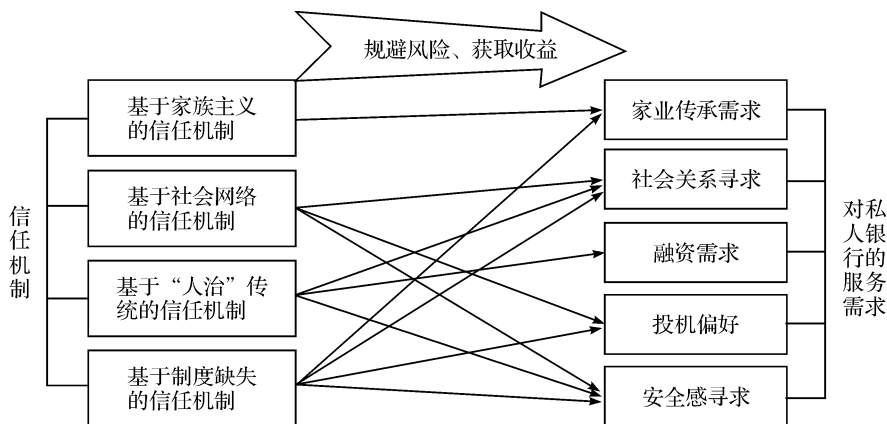 规避风险、获取收益
信任机制
基于家族主义
的信任机制
基于社会网络
的信任机制
基于“人治”传
统的信任机制
基于制度缺失
的信任机制
家业传承需求
社会关系寻求
融资需求
投机偏好
安全感寻求
对私
人银
行的
服务
需求